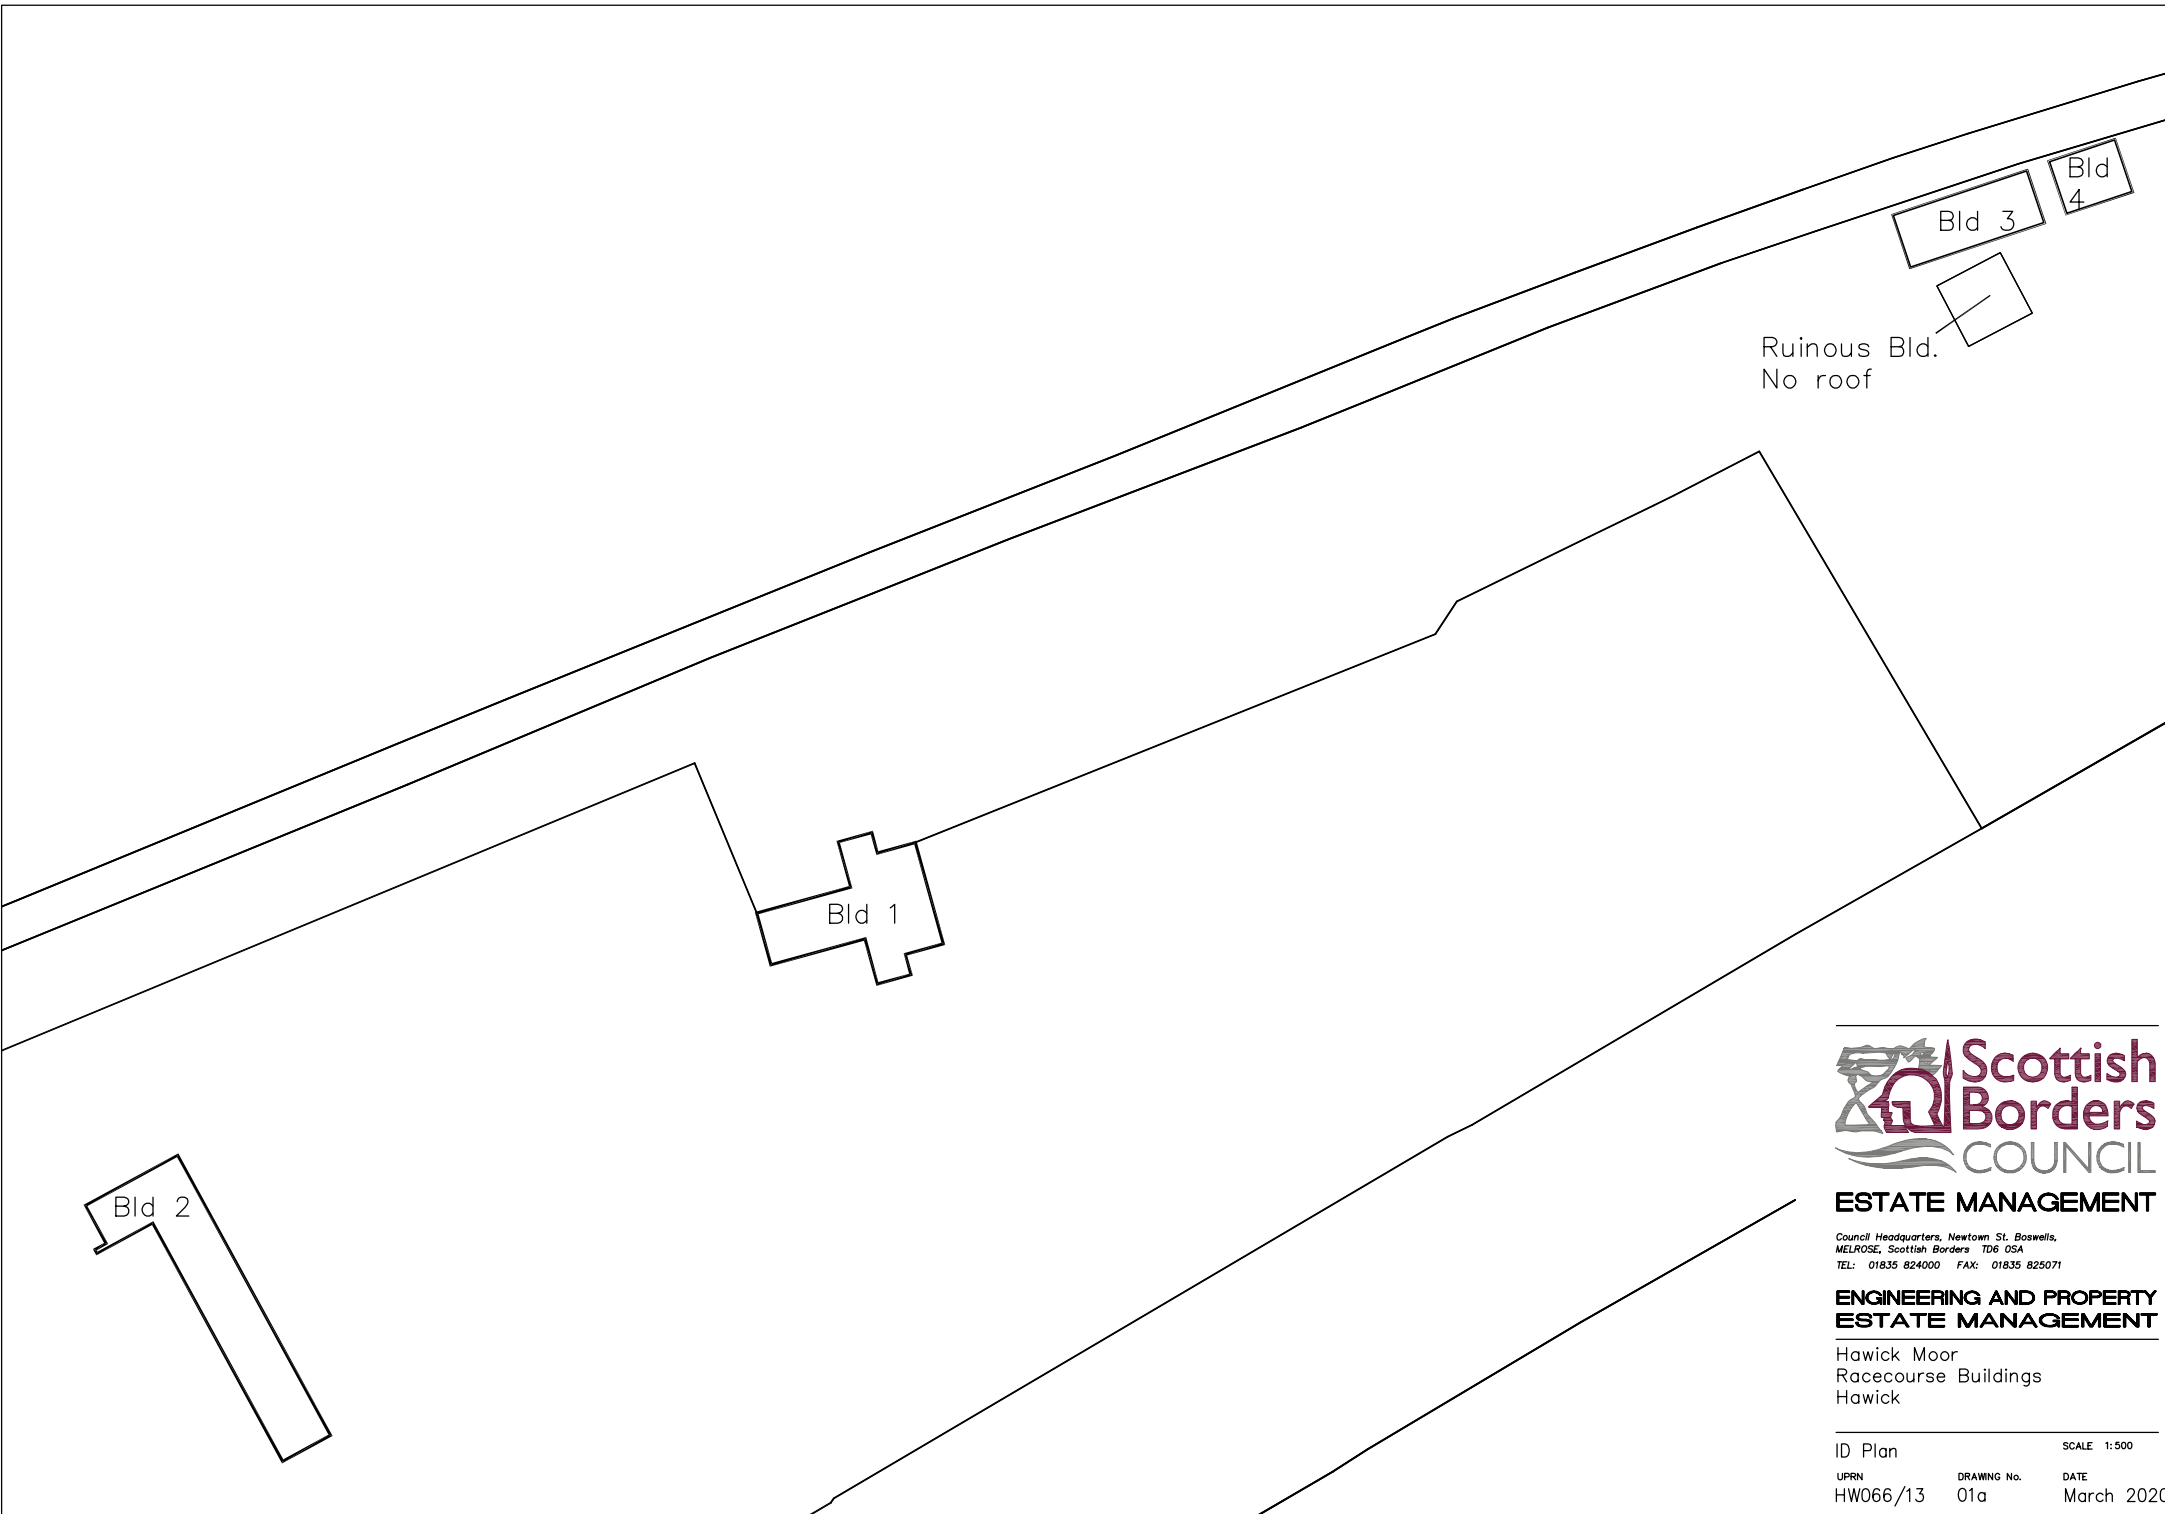 Bld
4
Bld 3
Ruinous Bld.
No roof
Bld 1
Bld 2
Scottish
Borders
COUNCIL
ESTATE MANAGEMENT
Council Headquarters, Newtown St. Boswells,
MELROSE, Scottish Borders TD6 0SA
TEL: 01835 824000 FAX: 01835 825071
ENGINEERING AND PROPERTY
ESTATE MANAGEMENT
Hawick Moor
Racecourse Buildings
Hawick
ID Plan SCALE 1:500
UPRN DRAWING No. DATE
HW066/13 01a March 2020